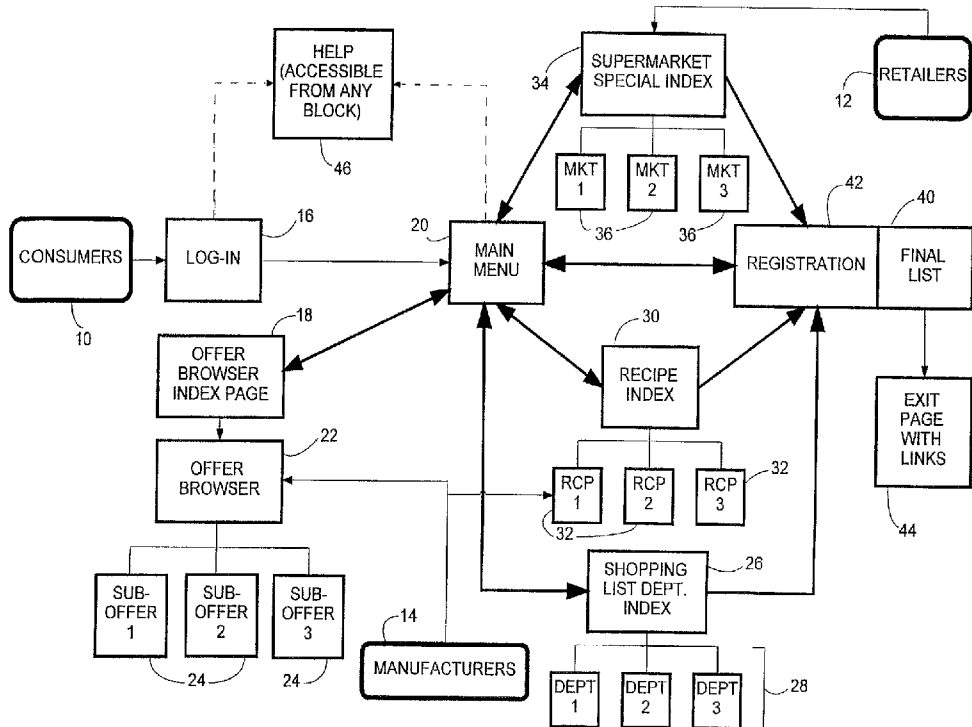 HELP
(ACCESSIBLE
FROM ANY
BLOCK)
46
34
SUPERMARKET
SPECIAL INDEX
RETAILERS
12
MKT
1
MKT
2
MKT
3
36
36
CONSUMERS
10
16
LOG-IN
20
MAIN
MENU
42
REGISTRATION
40
FINAL
LIST
18
OFFER
BROWSER
INDEX PAGE
30
RECIPE
INDEX
EXIT
PAGE
WITH
LINKS
44
22
OFFER
BROWSER
RCP
1
RCP
2
RCP
3
32
32
SUB-
OFFER
1
SUB-
OFFER
2
SUB-
OFFER
3
24
24
14
MANUFACTURERS
26
SHOPPING
LIST DEPT.
INDEX
DEPT
1
DEPT
2
DEPT
3
28